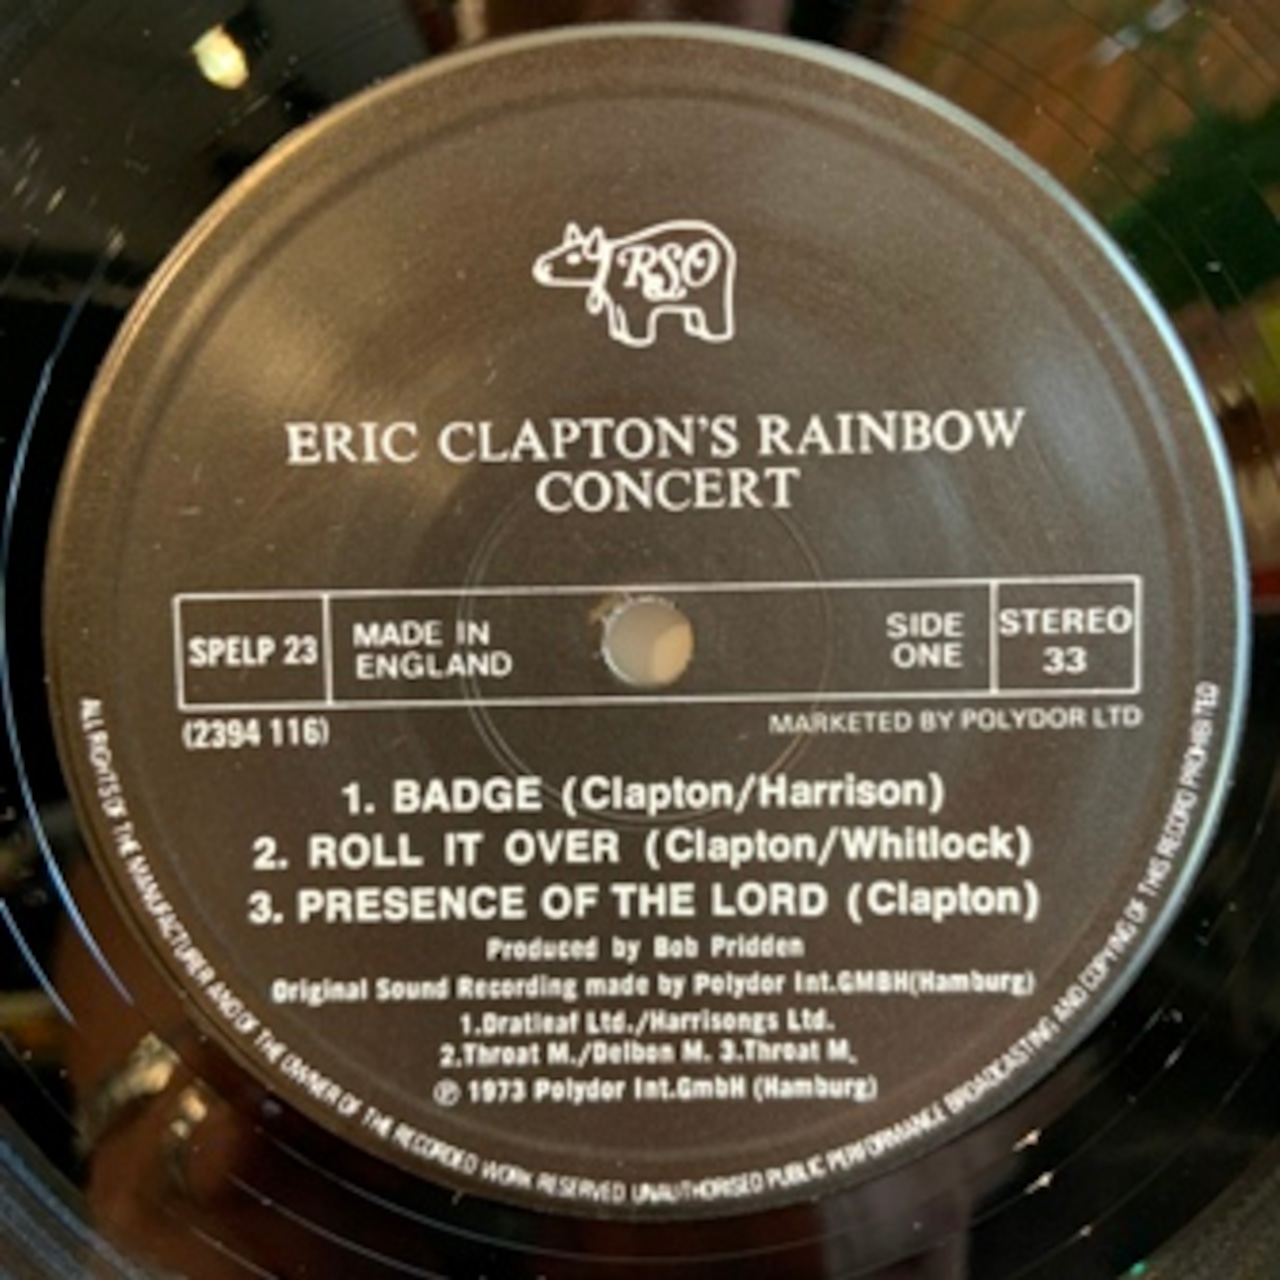 RSO
ERIC CLAPTON'S RAINBOW
CONCERT
SPELP 23
MADE IN
ENGLAND
SIDE
ONE
STEREO
33
(2394 116)
MARKETED BY POLYDOR LTD
1. BADGE (Clapton/Harrison)
2. ROLL IT OVER (Clapton/Whitlock)
3. PRESENCE OF THE LORD (Clapton)
Produced by Bob Pridden
Original Sound Recording made by Polydor Int.GMBH(Hamburg)
1.Dratleaf Ltd./Harrisongs Ltd.
2.Throat M./Delbon M. 3.Throat M.
℗ 1973 Polydor Int.GmbH (Hamburg)
ALL RIGHTS OF THE MANUFACTURER AND OF THE OWNER OF THE RECORDED WORK RESERVED UNAUTHORISED PUBLIC PERFORMANCE BROADCASTING AND COPYING OF THIS RECORD PROHIBITED